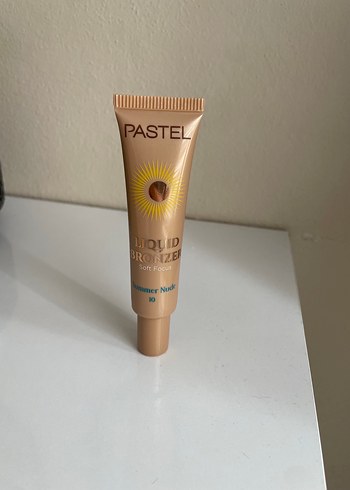 PASTEL
LIQUID
BRONZER
Soft Focus
Summer Nude
10